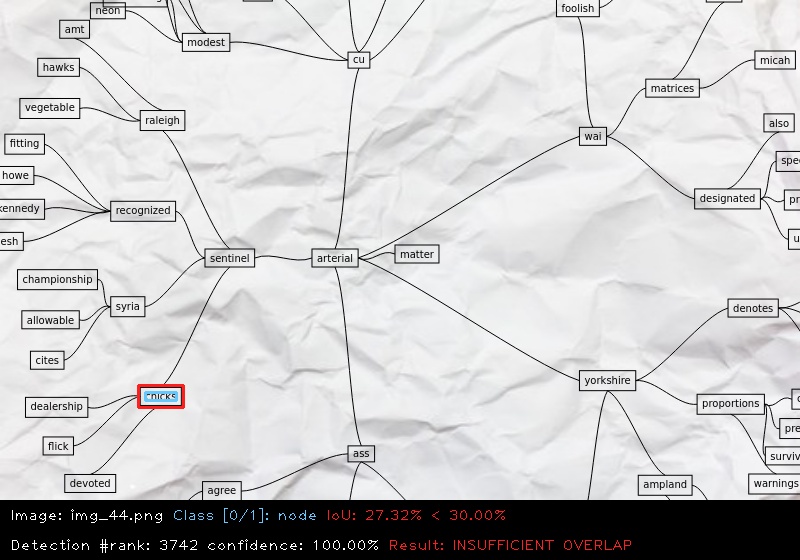 neon
foolish
amt
modest
cu
micah
hawks
matrices
vegetable
raleigh
also
wai
fitting
howe
designated
kennedy
recognized
sentinel
arterial
matter
championship
syria
denotes
allowable
cites
yorkshire
dealership
proportions
flick
ass
devoted
agree
ampland
warnings
Image: img_44.png Class [0/1]: node IoU: 27.32% < 30.00%
Detection #rank: 3742 confidence: 100.00% Result: INSUFFICIENT OVERLAP